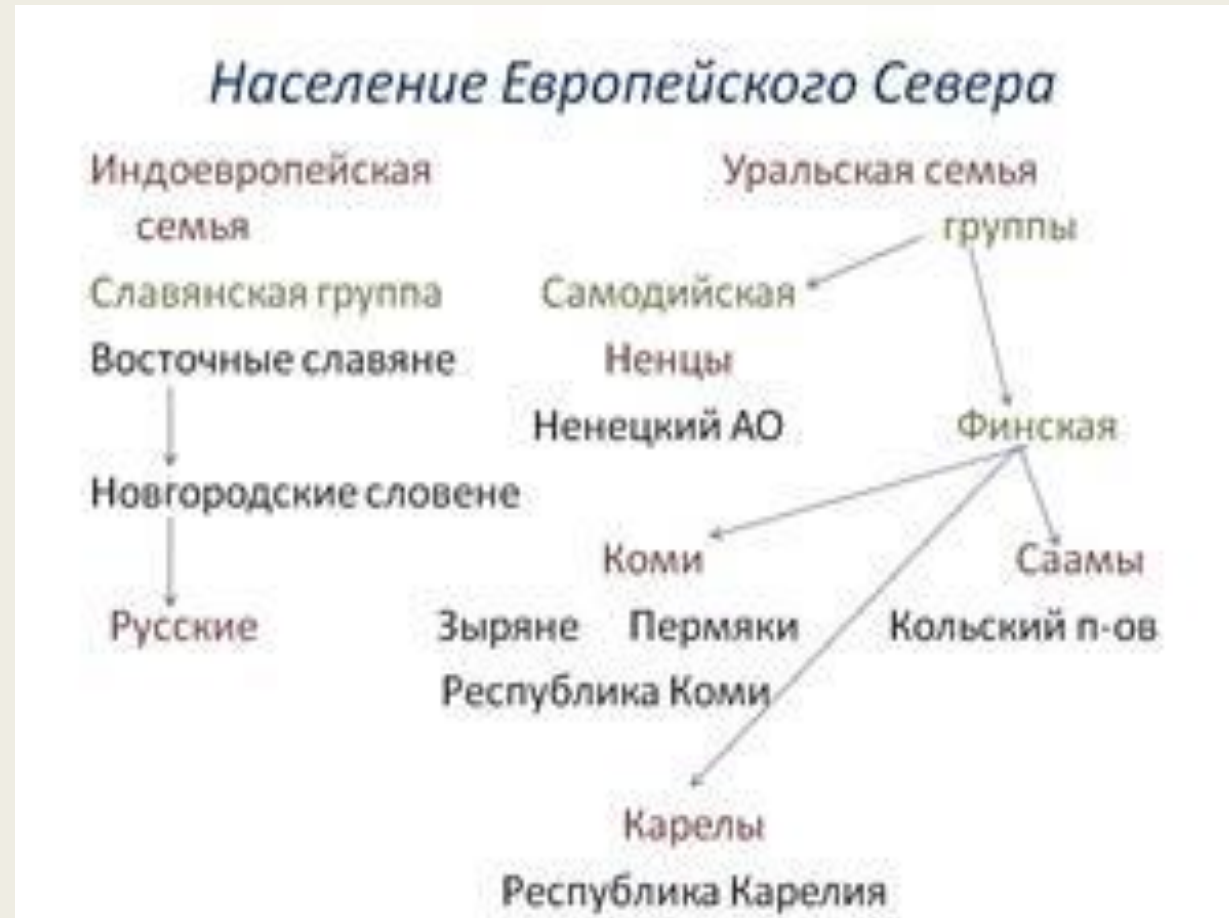 Население Европейского Севера
Индоевропейская
семья
Уральская семья
группы
Славянская группа
Самодийская
Восточные славяне
Ненцы
Ненецкий АО
Финская
Новгородские словене
Коми
Саамы
Русские
Зыряне Пермяки
Кольский п-ов
Республика Коми
Карелы
Республика Карелия